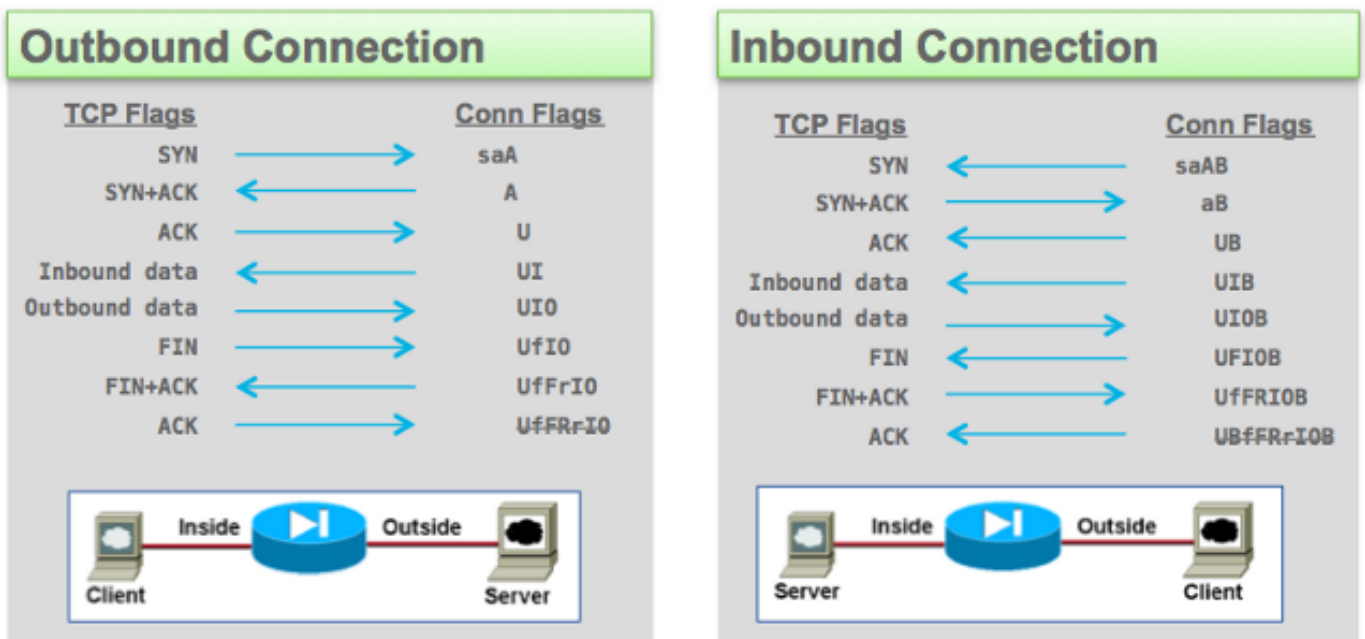 Outbound Connection
TCP Flags Conn Flags
SYN saA
SYN+ACK A
ACK U
Inbound data UI
Outbound data UIO
FIN UfIO
FIN+ACK UfFrIO
ACK UfFRrIO
Inside Outside
Client Server
Inbound Connection
TCP Flags Conn Flags
SYN saAB
SYN+ACK aB
ACK UB
Inbound data UIB
Outbound data UIOB
FIN UFIOB
FIN+ACK UfFRIOB
ACK UBfFRrIOB
Inside Outside
Server Client